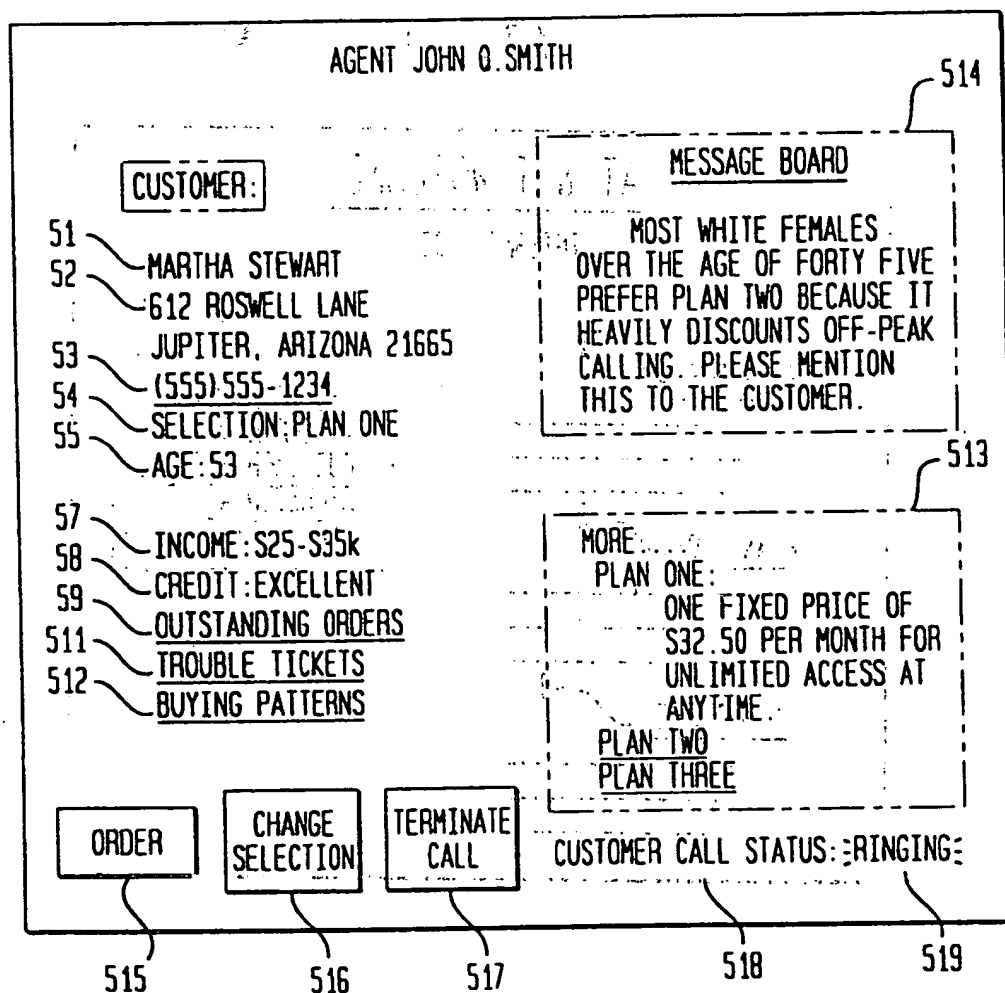 AGENT JOHN Q.SMITH
514
MESSAGE BOARD
MOST WHITE FEMALES
OVER THE AGE OF FORTY FIVE
PREFER PLAN TWO BECAUSE IT
HEAVILY DISCOUNTS OFF-PEAK
CALLING. PLEASE MENTION
THIS TO THE CUSTOMER.
CUSTOMER:
51
MARTHA STEWART
52
612 ROSWELL LANE
JUPITER, ARIZONA 21665
53
(555) 555-1234
54
SELECTION:PLAN ONE
55
AGE:53
57
INCOME:S25-S35k
58
CREDIT:EXCELLENT
59
OUTSTANDING ORDERS
511
TROUBLE TICKETS
512
BUYING PATTERNS
513
MORE:
PLAN ONE:
ONE FIXED PRICE OF
S32.50 PER MONTH FOR
UNLIMITED ACCESS AT
ANYTIME.
PLAN TWO
PLAN THREE
ORDER
CHANGE
SELECTION
TERMINATE
CALL
CUSTOMER CALL STATUS: RINGING
515
516
517
518
519